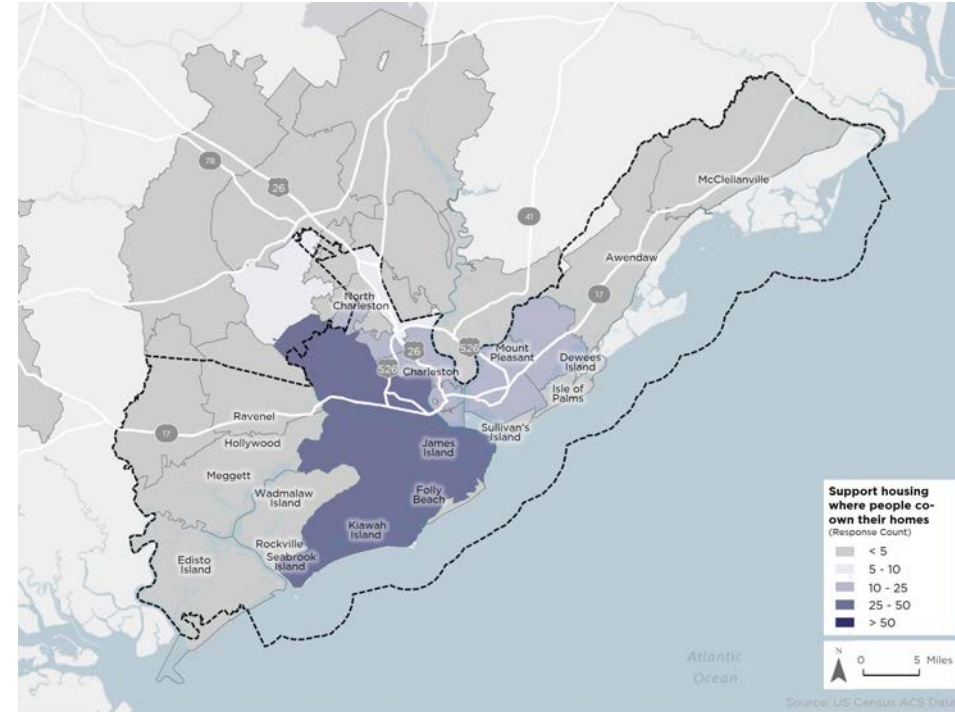 78
26
41
McClellanville
Awendaw
17
North
Charleston
526
26
526
Mount
Pleasant
Dewees
Island
Charleston
Isle of
Palms
Ravenel
17
Hollywood
Sullivan's
Island
James
Island
Meggett
Wadmalaw
Island
Folly
Beach
Kiawah
Island
Rockville
Seabrook
Island
Edisto
Island
Support housing
where people co-
own their homes
(Response Count)
< 5
5 - 10
10 - 25
25 - 50
> 50
N
0 5 Miles
Atlantic
Ocean
Source: US Census ACS Data